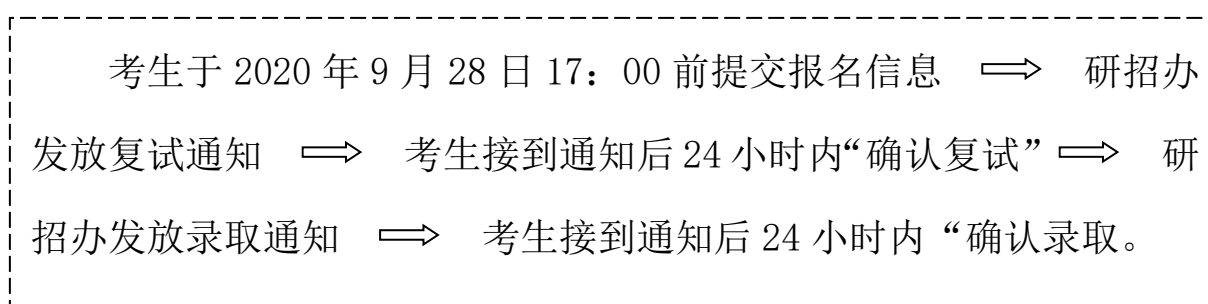 考生于 2020 年 9 月 28 日 17：00 前提交报名信息 ⇒ 研招办
发放复试通知 ⇒ 考生接到通知后 24 小时内“确认复试” ⇒ 研
招办发放录取通知 ⇒ 考生接到通知后 24 小时内“确认录取。